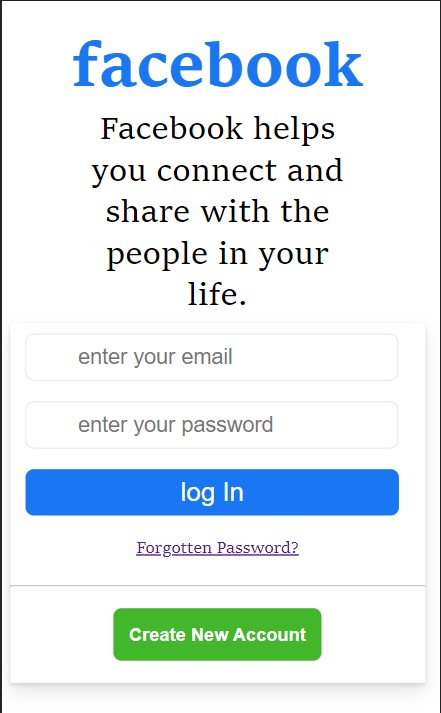 facebook
Facebook helps
you connect and
share with the
people in your
life.
enter your email
enter your password
log In
Forgotten Password?
Create New Account